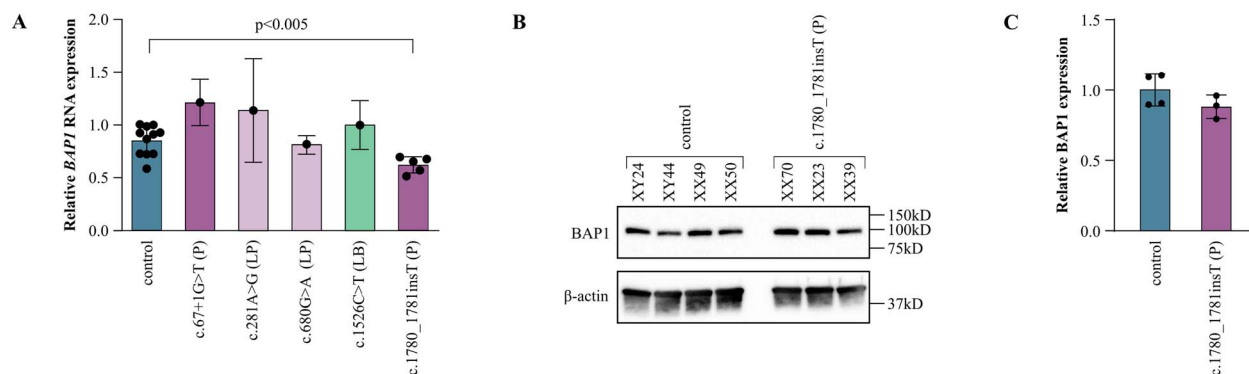 A
Relative BAP1 RNA expression
2.0
1.5
1.0
0.5
0.0
p<0.005
control
c.67+1G>T (P)
c.281A>G (LP)
c.680G>A (LP)
c.1526C>T (LB)
c.1780_1781insT (P)
B
control
c.1780_1781insT (P)
XY24
XY44
XX49
XX50
XX70
XX23
XX39
BAP1
150kD
100kD
75kD
β-actin
37kD
C
Relative BAP1 expression
1.5
1.0
0.5
0.0
control
c.1780_1781insT (P)